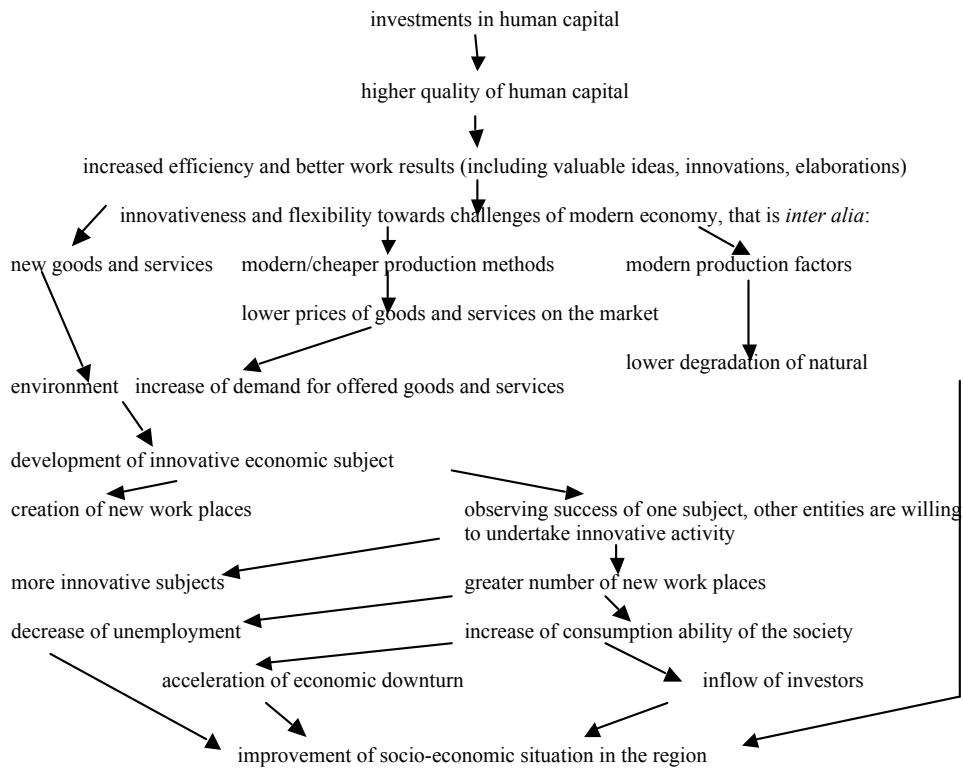 investments in human capital
higher quality of human capital
increased efficiency and better work results (including valuable ideas, innovations, elaborations)
innovativeness and flexibility towards challenges of modern economy, that is inter alia:
new goods and services
modern/cheaper production methods
modern production factors
lower prices of goods and services on the market
lower degradation of natural
environment increase of demand for offered goods and services
development of innovative economic subject
creation of new work places
observing success of one subject, other entities are willing
to undertake innovative activity
more innovative subjects
greater number of new work places
decrease of unemployment
increase of consumption ability of the society
acceleration of economic downturn
inflow of investors
improvement of socio-economic situation in the region